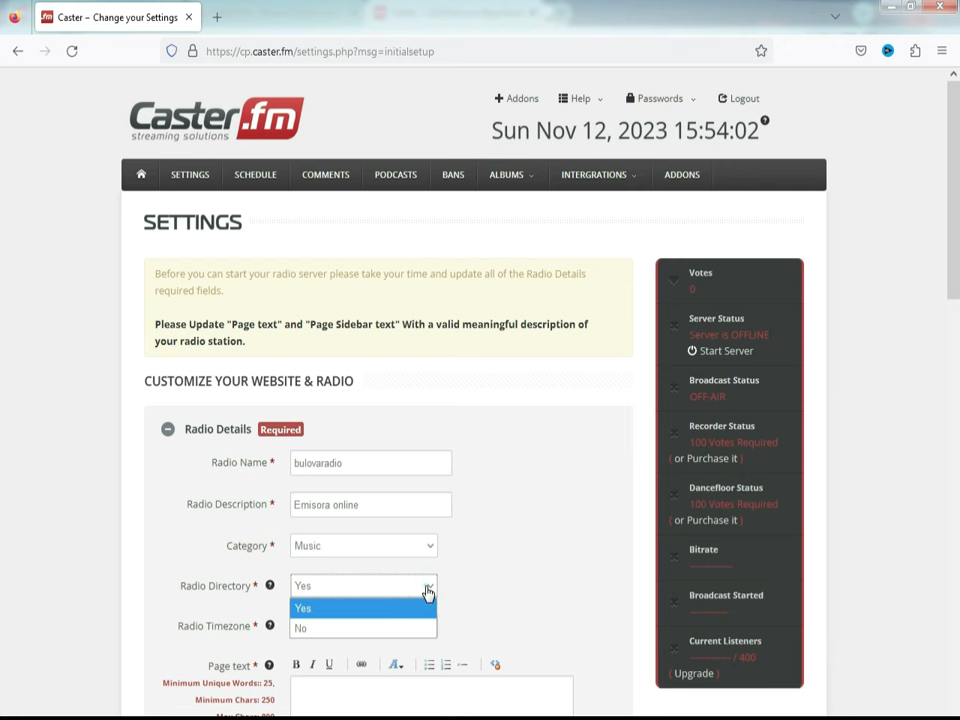 Caster – Change your Settings
https://cp.caster.fm/settings.php?msg=initialsetup
Addons Help Passwords Logout
Caster.fm
streaming solutions
Sun Nov 12, 2023 15:54:02
SETTINGS SCHEDULE COMMENTS PODCASTS BANS ALBUMS INTERGRATIONS ADDONS
SETTINGS
Before you can start your radio server please take your time and update all of the Radio Details
required fields.
Please Update "Page text" and "Page Sidebar text" With a valid meaningful description of
your radio station.
CUSTOMIZE YOUR WEBSITE & RADIO
Radio Details Required
Radio Name * bulovaradio
Radio Description * Emisora online
Category * Music
Radio Directory * Yes
Yes
No
Radio Timezone *
Page text *
Minimum Unique Words:: 25,
Minimum Chars: 250
Votes
0
Server Status
Server is OFFLINE
Start Server
Broadcast Status
OFF-AIR
Recorder Status
100 Votes Required
( or Purchase it )
Dancefloor Status
100 Votes Required
( or Purchase it )
Bitrate
Broadcast Started
Current Listeners
/ 400
( Upgrade )